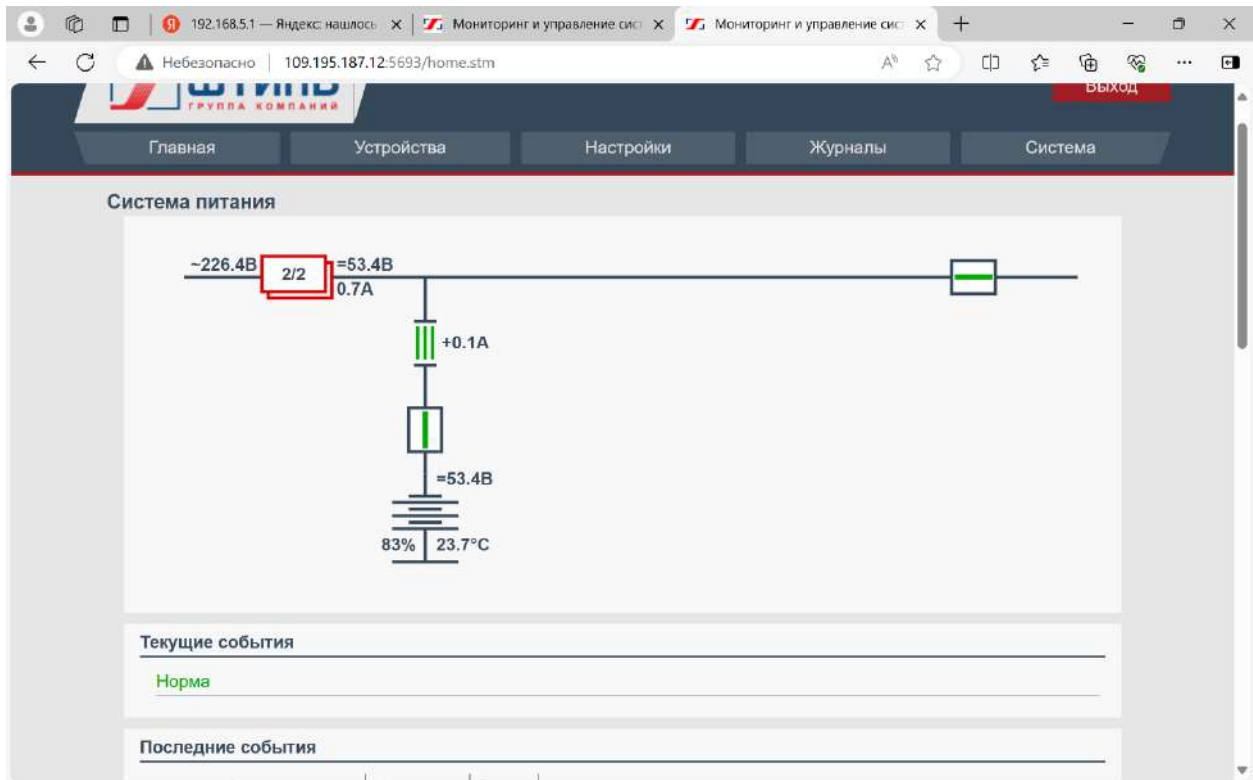 192.168.5.1 — Яндекс: нашлось
Мониторинг и управление сис
Мониторинг и управление сис
Небезопасно
109.195.187.12:5693/home.stm
ШТИЛЬ
ГРУППА КОМПАНИЙ
Выход
Главная
Устройства
Настройки
Журналы
Система
Система питания
~226.4В
2/2
=53.4В
0.7А
+0.1А
=53.4В
83%
23.7°C
Текущие события
Норма
Последние события